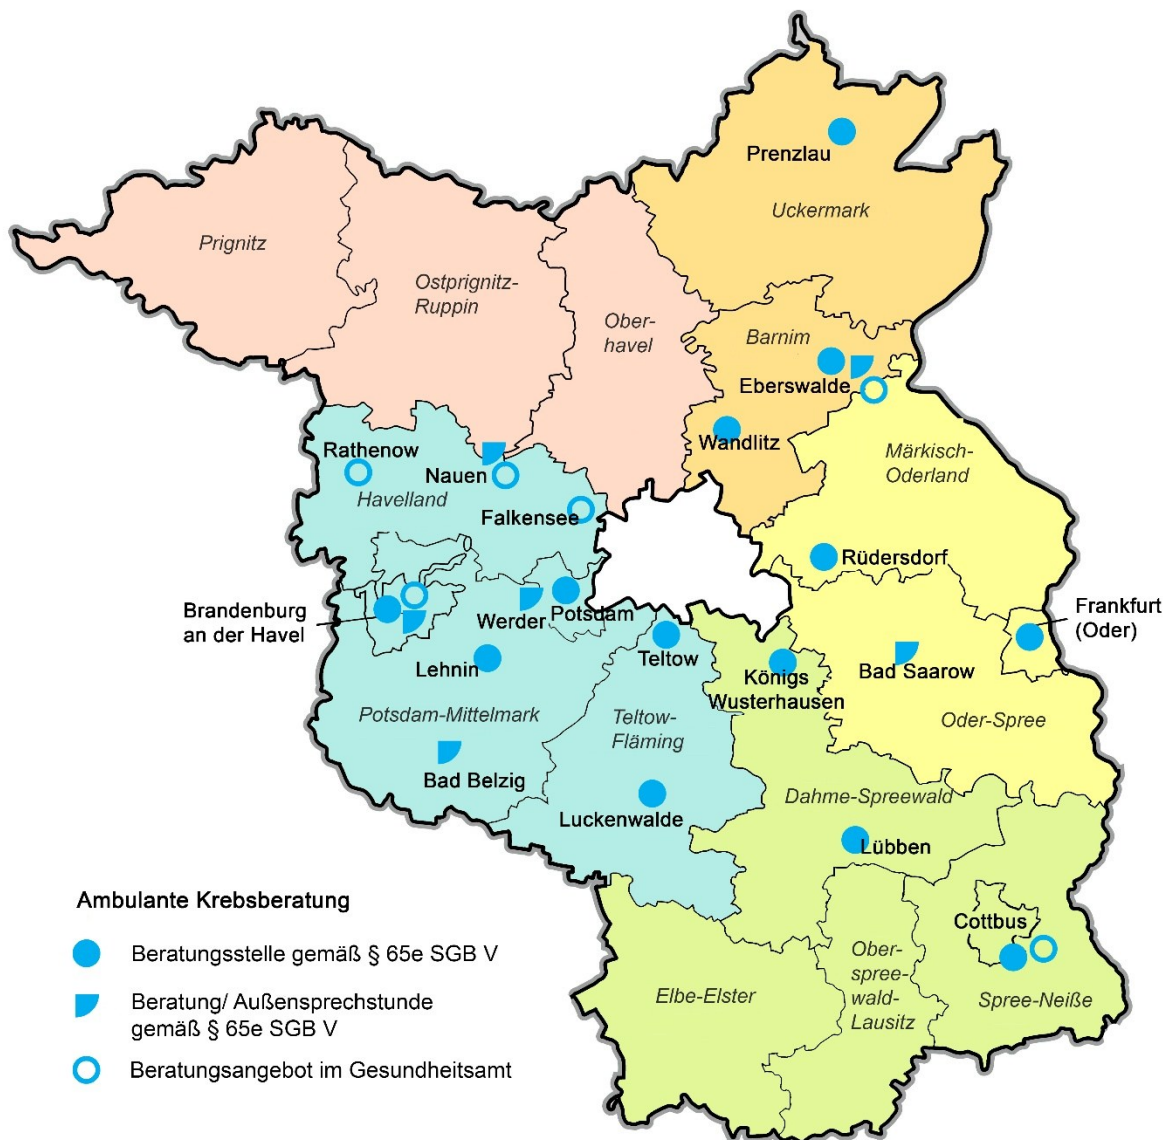 Prenzlau
Uckermark
Prignitz
Ostprignitz-
Ruppin
Ober-
havel
Barnim
Eberswalde
Wandlitz
Märkisch-
Oderland
Rathenow
Nauen
Havelland
Falkensee
Rüdersdorf
Brandenburg
an der Havel
Werder
Potsdam
Frankfurt
(Oder)
Lehnin
Teltow
Königs
Wusterhausen
Bad Saarow
Potsdam-Mittelmark
Teltow-
Fläming
Oder-Spree
Bad Belzig
Luckenwalde
Dahme-Spreewald
Lübben
Cottbus
Elbe-Elster
Ober-
spree-
wald-
Lausitz
Spree-Neiße
Ambulante Krebsberatung
Beratungsstelle gemäß § 65e SGB V
Beratung/ Außensprechstunde
gemäß § 65e SGB V
Beratungsangebot im Gesundheitsamt